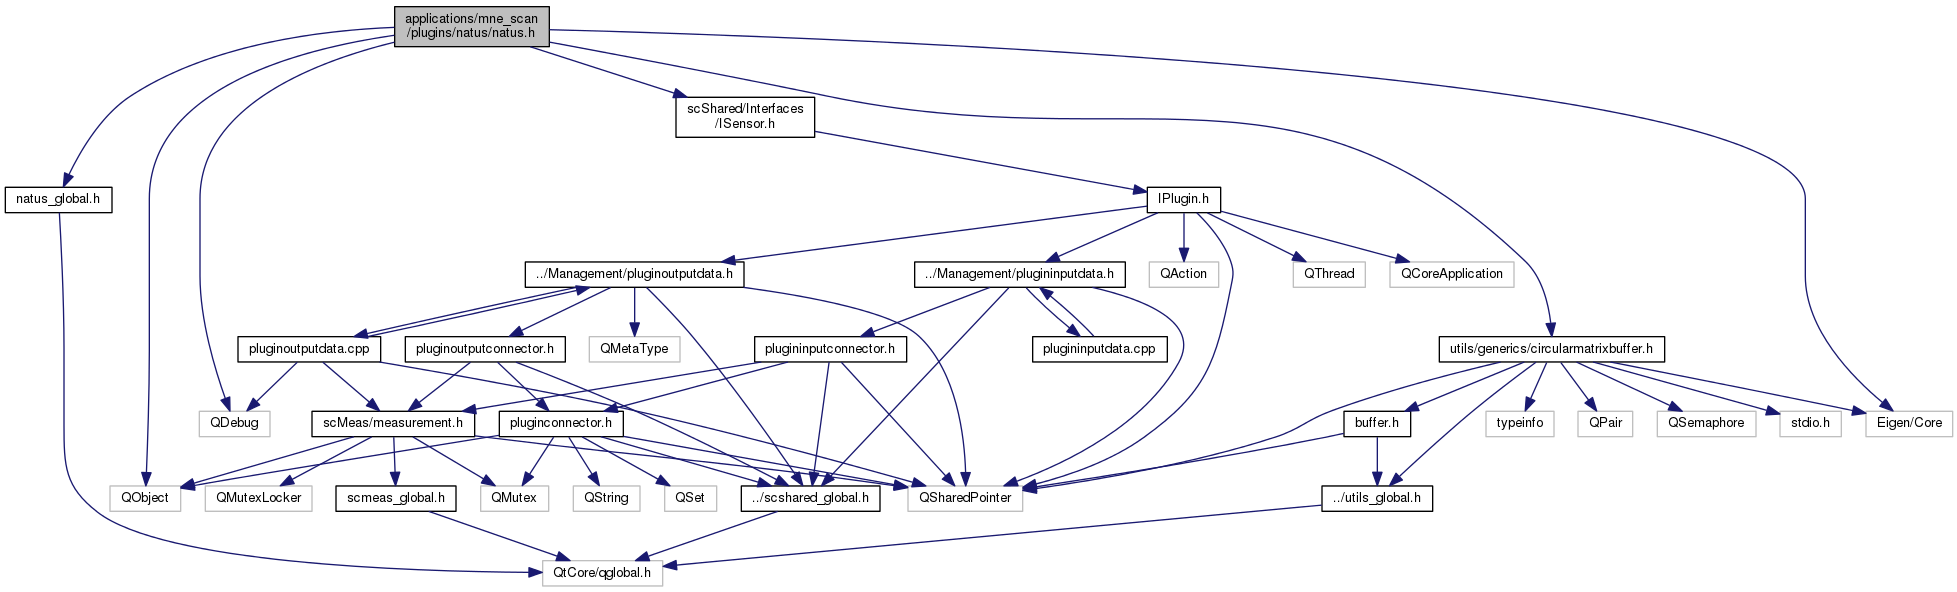 applications/mne_scan
/plugins/natus/natus.h
scShared/Interfaces
/ISensor.h
natus_global.h
IPlugin.h
../Management/pluginoutputdata.h
../Management/plugininputdata.h
QAction
QThread
QCoreApplication
pluginoutputdata.cpp
pluginoutputconnector.h
QMetaType
plugininputconnector.h
plugininputdata.cpp
utils/generics/circularmatrixbuffer.h
QDebug
scMeas/measurement.h
pluginconnector.h
buffer.h
typeinfo
QPair
QSemaphore
stdio.h
Eigen/Core
QObject
QMutexLocker
scmeas_global.h
QMutex
QString
QSet
../scshared_global.h
QSharedPointer
../utils_global.h
QtCore/qglobal.h